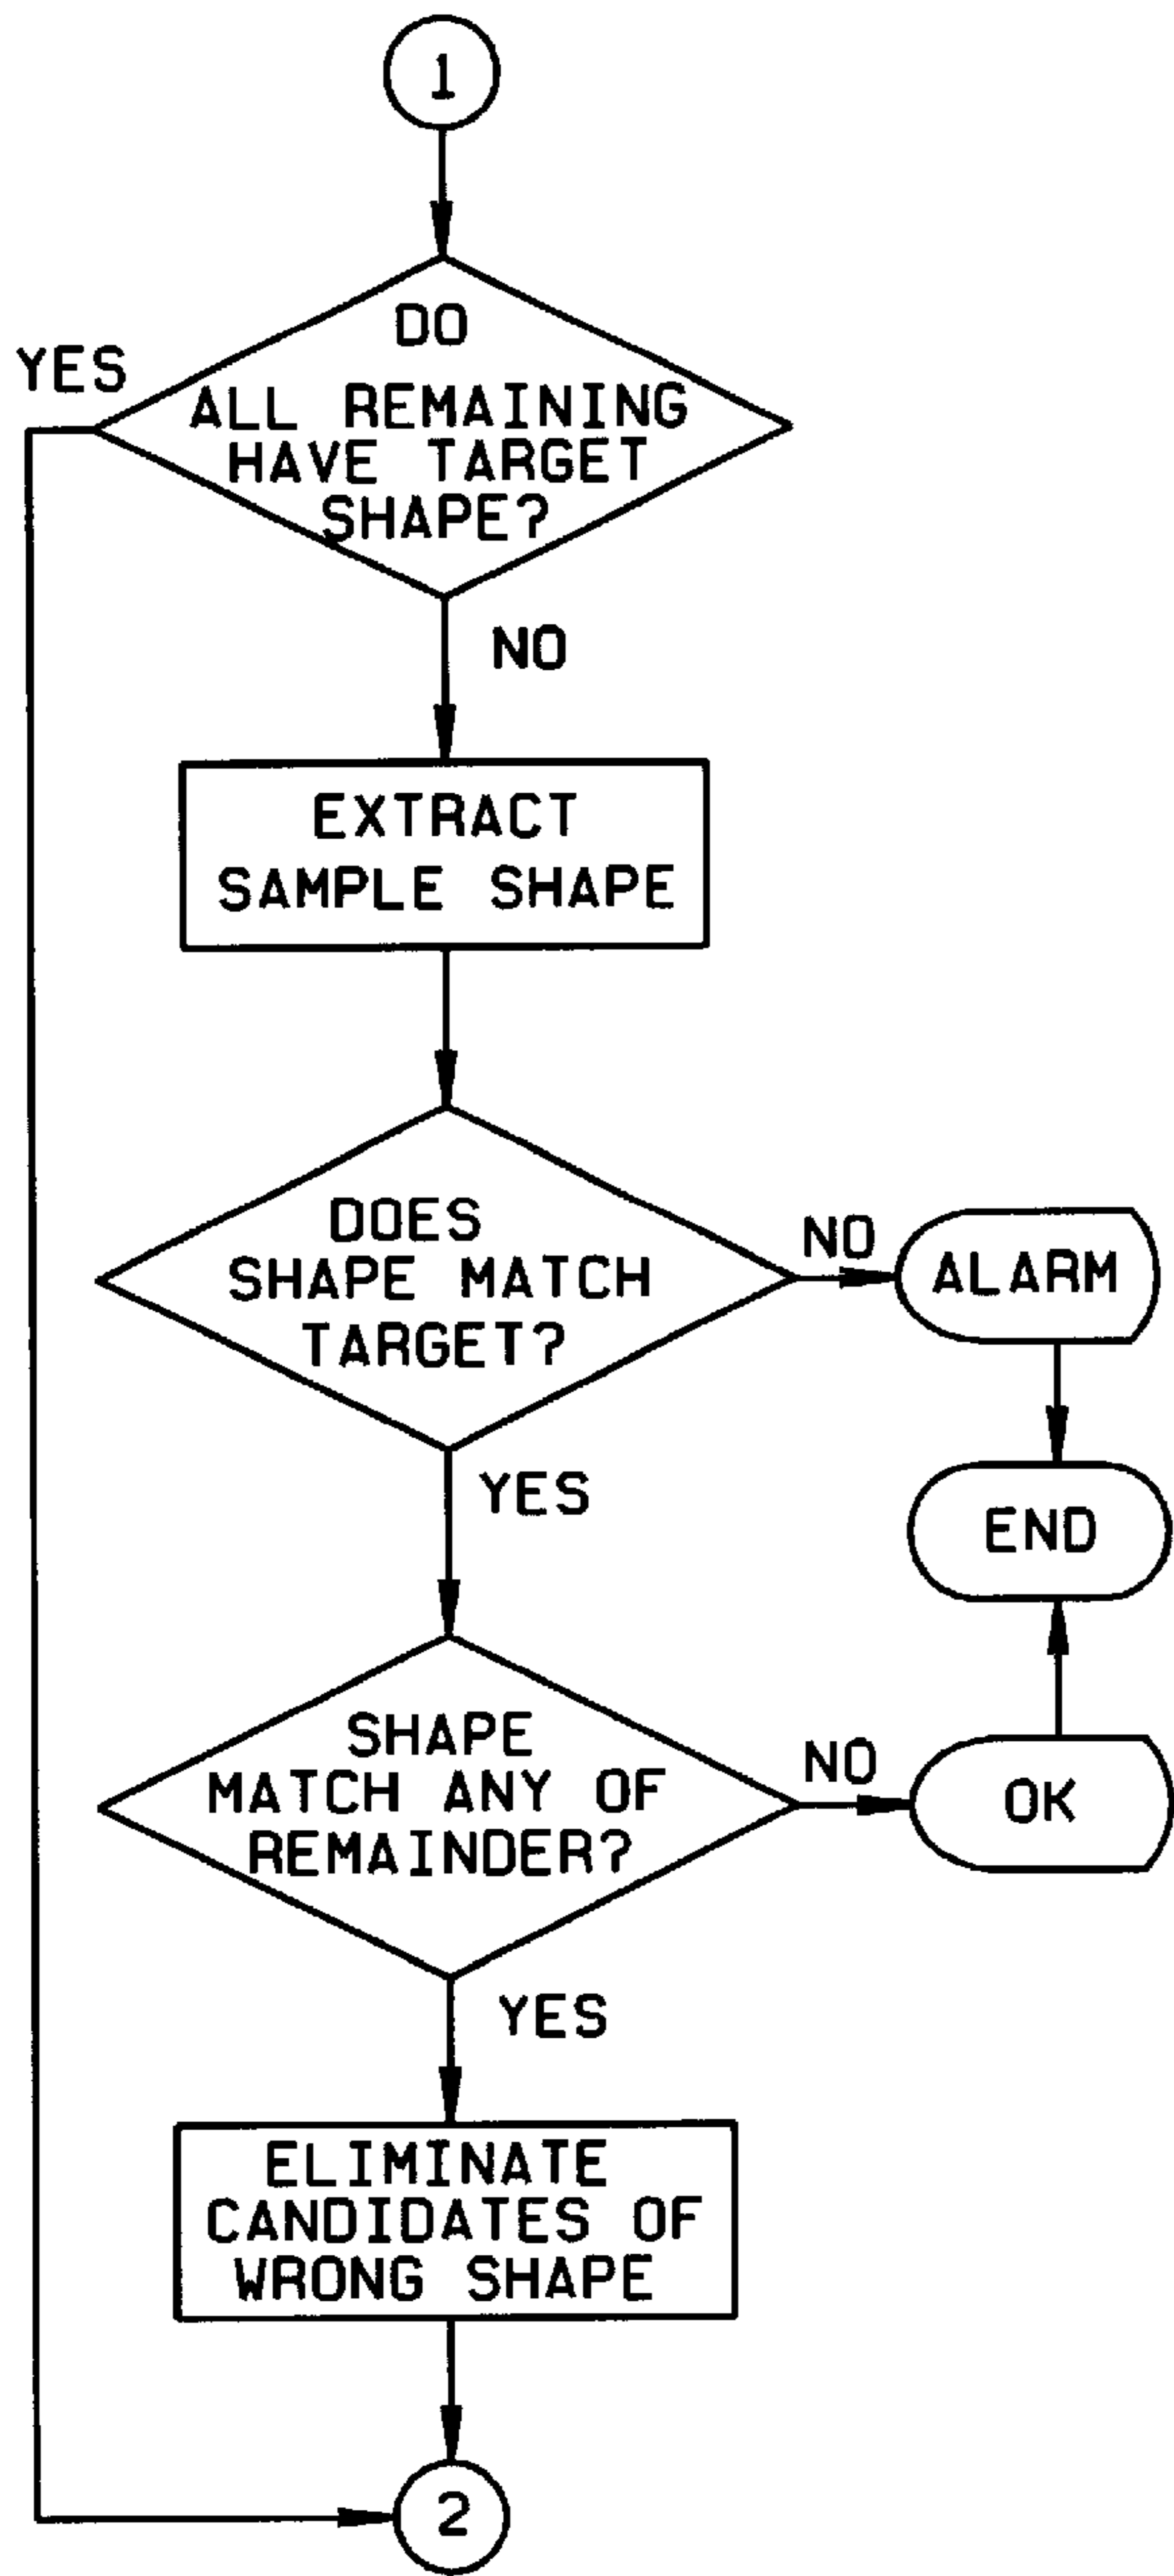 1
DO
ALL REMAINING
HAVE TARGET
SHAPE?
YES
NO
EXTRACT
SAMPLE SHAPE
DOES
SHAPE MATCH
TARGET?
NO
ALARM
YES
END
SHAPE
MATCH ANY OF
REMAINDER?
NO
OK
YES
ELIMINATE
CANDIDATES OF
WRONG SHAPE
2